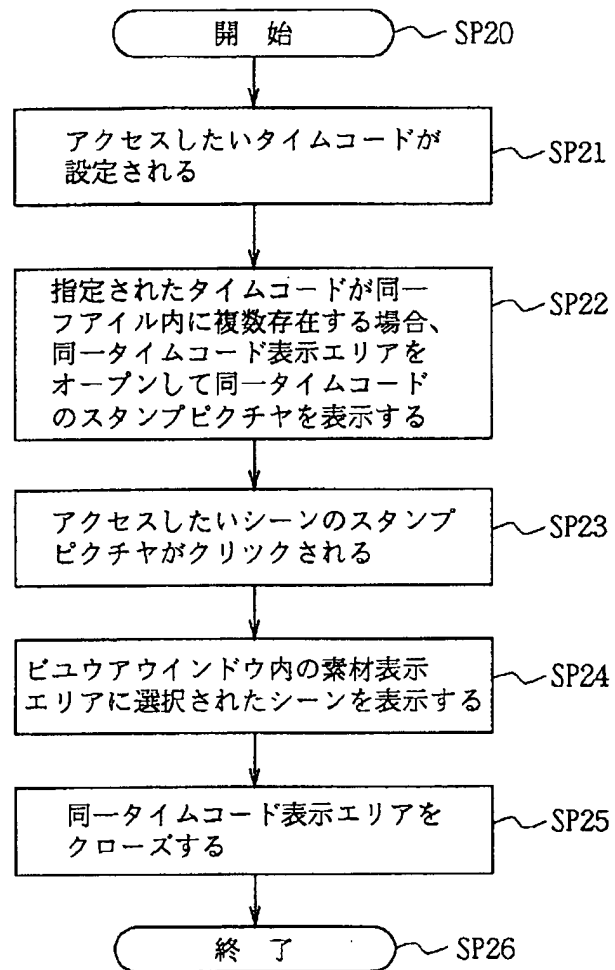 開 始 SP20
アクセスしたいタイムコードが
設定される
SP21
指定されたタイムコードが同一
フアイル内に複数存在する場合、
同一タイムコード表示エリアを
オープンして同一タイムコード
のスタンプピクチヤを表示する
SP22
アクセスしたいシーンのスタンプ
ピクチヤがクリツクされる
SP23
ビユウアウインドウ内の素材表示
エリアに選択されたシーンを表示する
SP24
同一タイムコード表示エリアを
クローズする
SP25
終 了 SP26